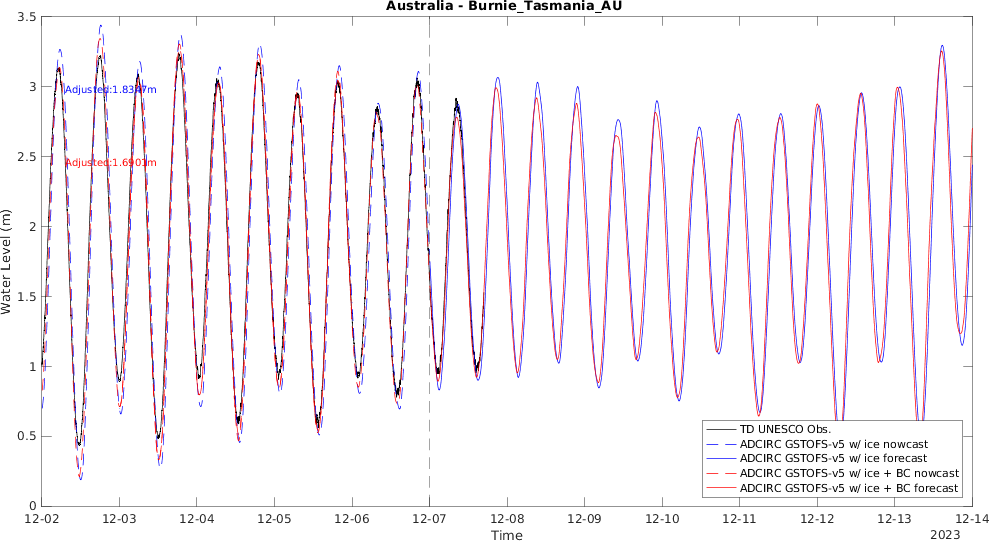 Australia - Burnie_Tasmania_AU
3.5
3
2.5
2
1.5
1
0.5
0
Water Level (m)
Adjusted:1.8347m
Adjusted:1.6901m
TD UNESCO Obs.
ADCIRC GSTOFS-v5 w/ ice nowcast
ADCIRC GSTOFS-v5 w/ ice forecast
ADCIRC GSTOFS-v5 w/ ice + BC nowcast
ADCIRC GSTOFS-v5 w/ ice + BC forecast
12-02 12-03 12-04 12-05 12-06 12-07 12-08 12-09 12-10 12-11 12-12 12-13 12-14
Time
2023